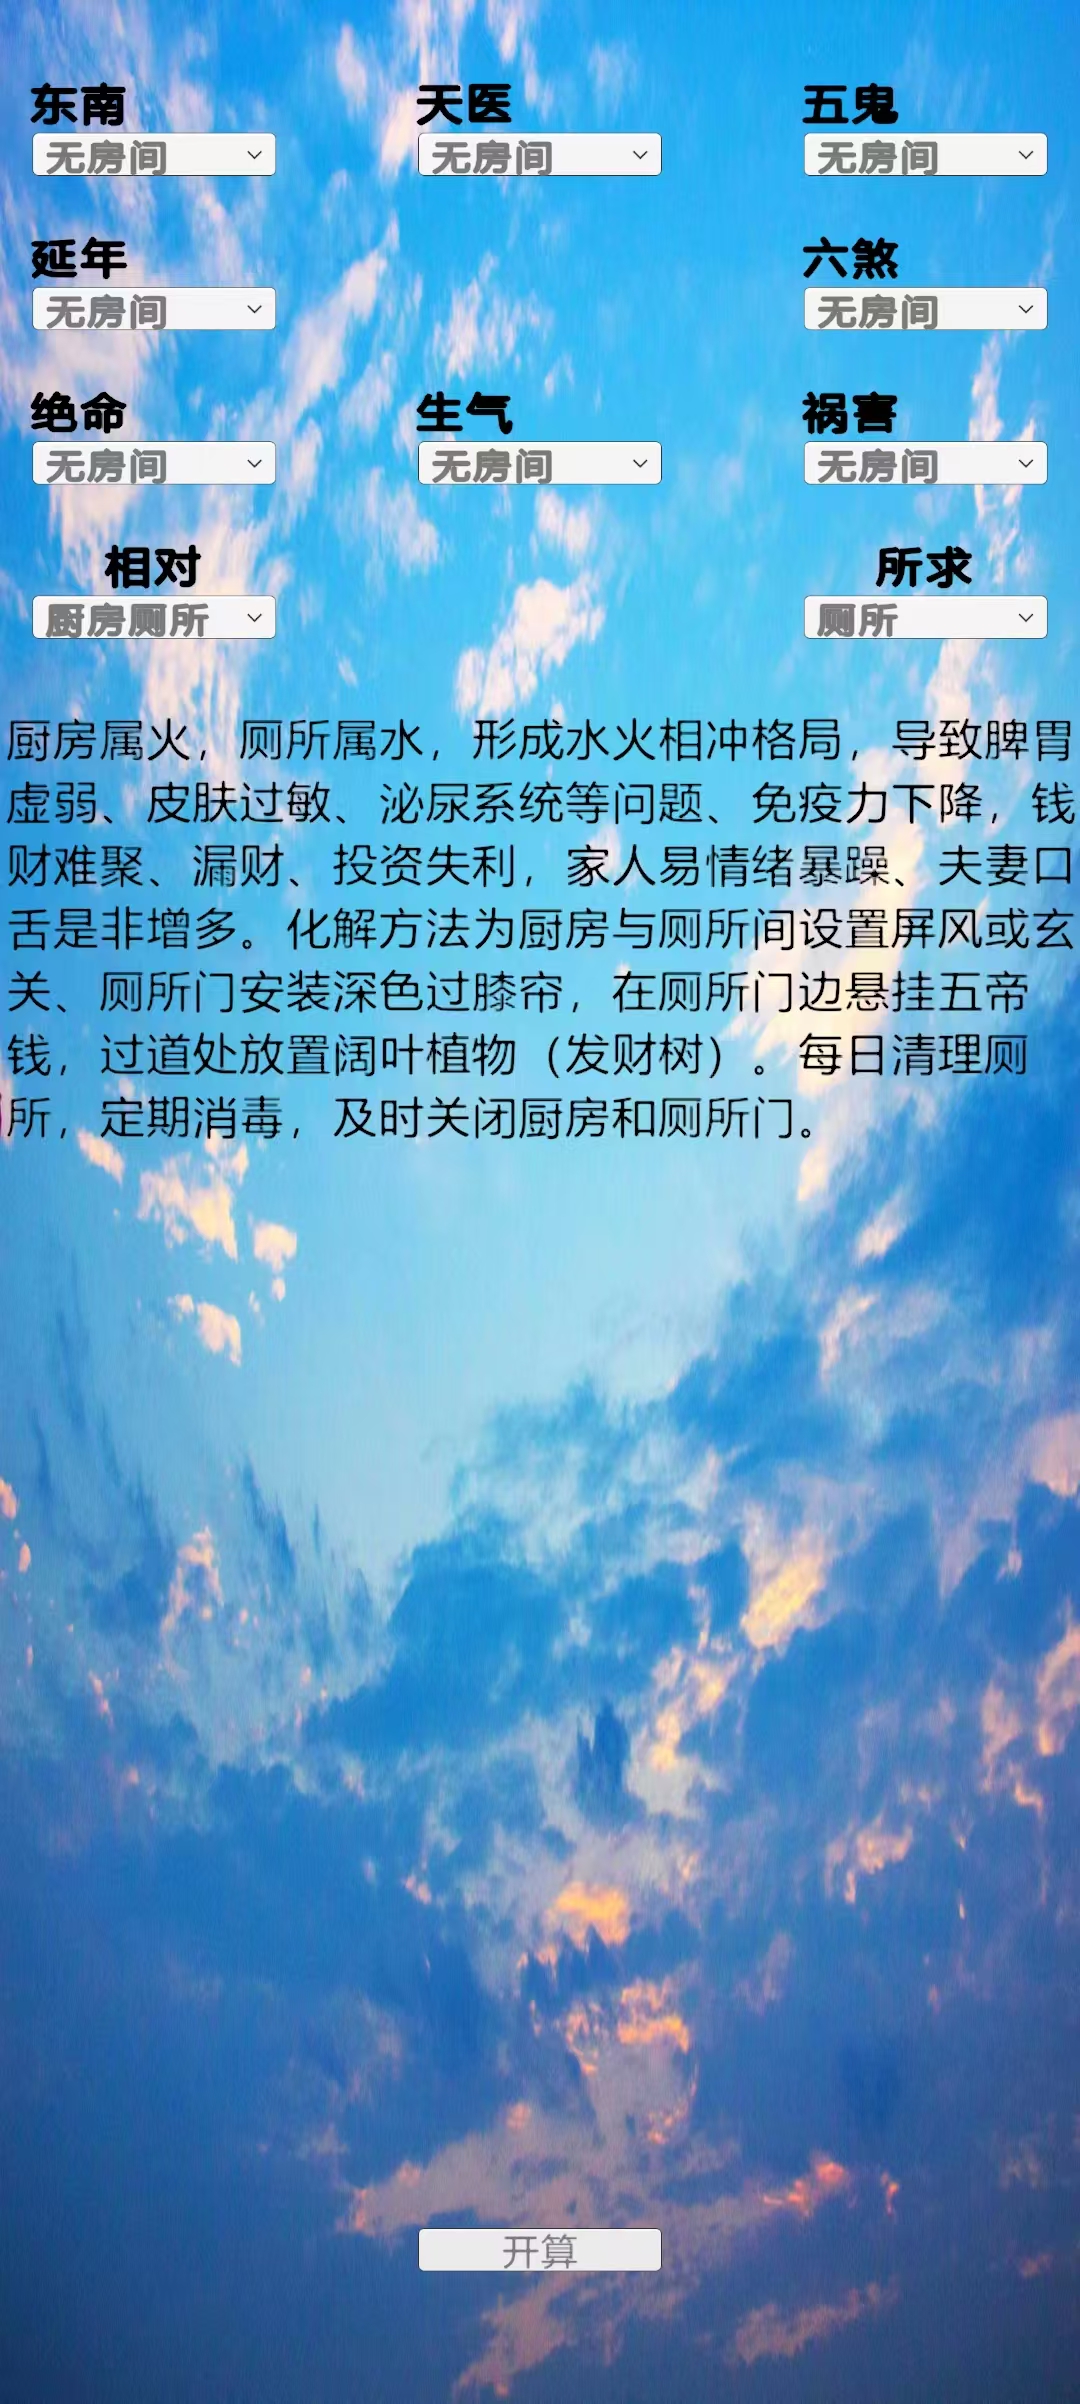 东南 天医 五鬼
无房间 无房间 无房间
延年 六煞
无房间 无房间
绝命 生气 祸害
无房间 无房间 无房间
相对 所求
厨房厕所 厕所
厨房属火，厕所属水，形成水火相冲格局，导致脾胃
虚弱、皮肤过敏、泌尿系统等问题、免疫力下降，钱
财难聚、漏财、投资失利，家人易情绪暴躁、夫妻口
舌是非增多。化解方法为厨房与厕所间设置屏风或玄
关、厕所门安装深色过膝帘，在厕所门边悬挂五帝
钱，过道处放置阔叶植物（发财树）。每日清理厕
所，定期消毒，及时关闭厨房和厕所门。
开算